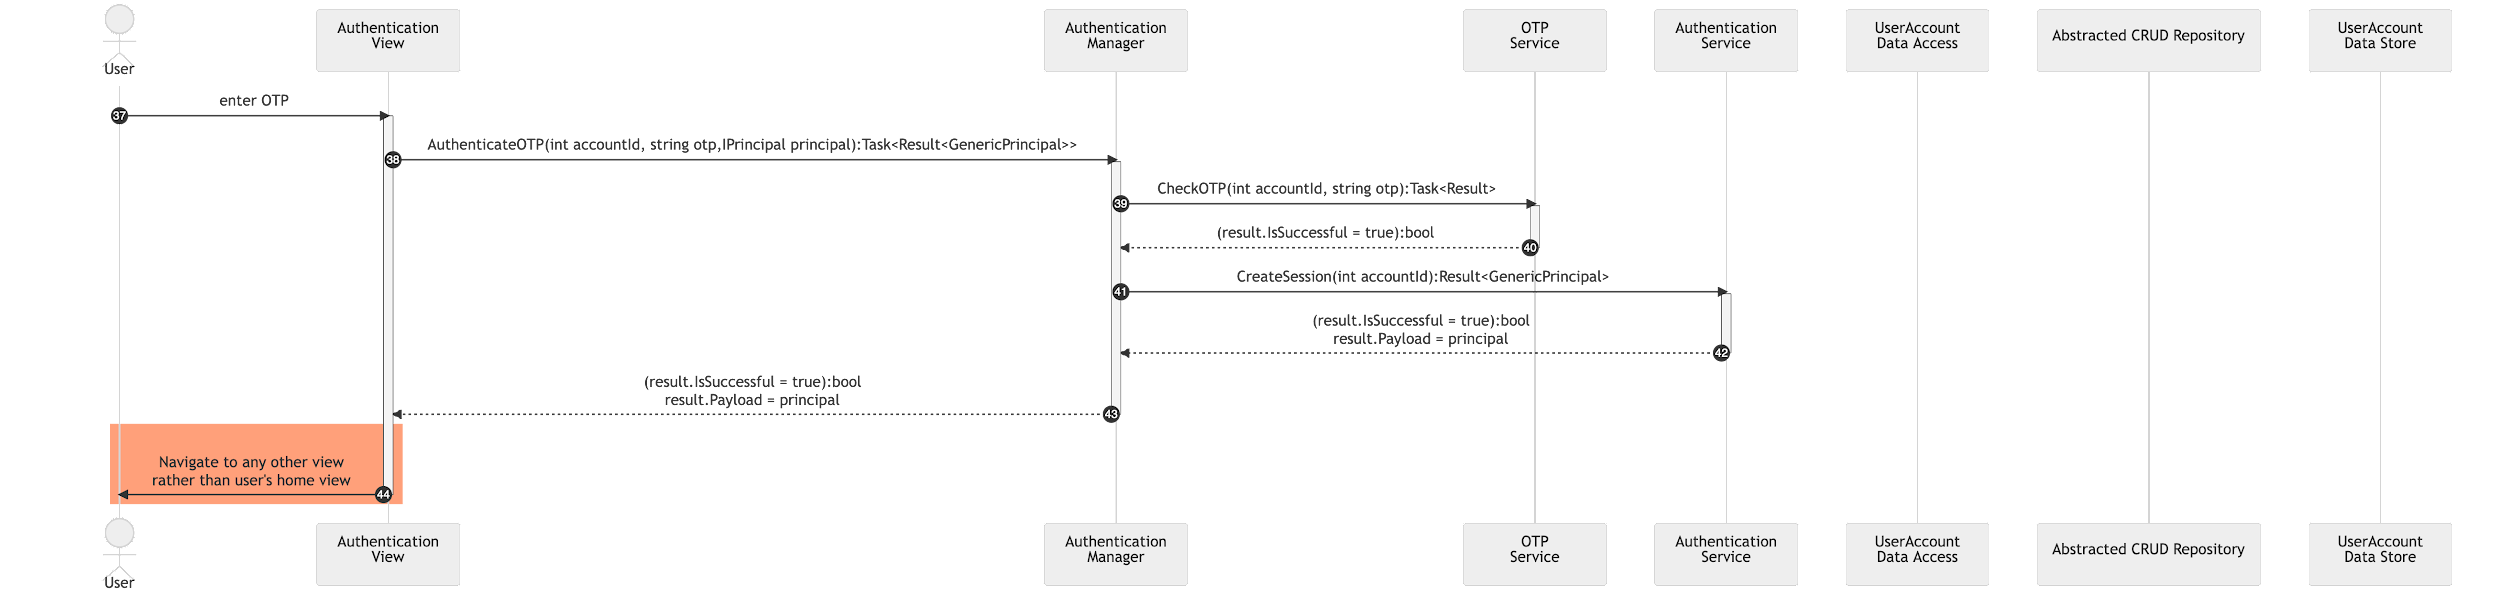 User
Authentication
View
Authentication
Manager
OTP
Service
Authentication
Service
UserAccount
Data Access
Abstracted CRUD Repository
UserAccount
Data Store
enter OTP
37
AuthenticateOTP(int accountId, string otp,IPrincipal principal):Task<Result<GenericPrincipal>>
38
CheckOTP(int accountId, string otp):Task<Result>
39
(result.IsSuccessful = true):bool
40
CreateSession(int accountId):Result<GenericPrincipal>
41
(result.IsSuccessful = true):bool
result.Payload = principal
42
(result.IsSuccessful = true):bool
result.Payload = principal
43
Navigate to any other view
rather than user's home view
44
User
Authentication
View
Authentication
Manager
OTP
Service
Authentication
Service
UserAccount
Data Access
Abstracted CRUD Repository
UserAccount
Data Store